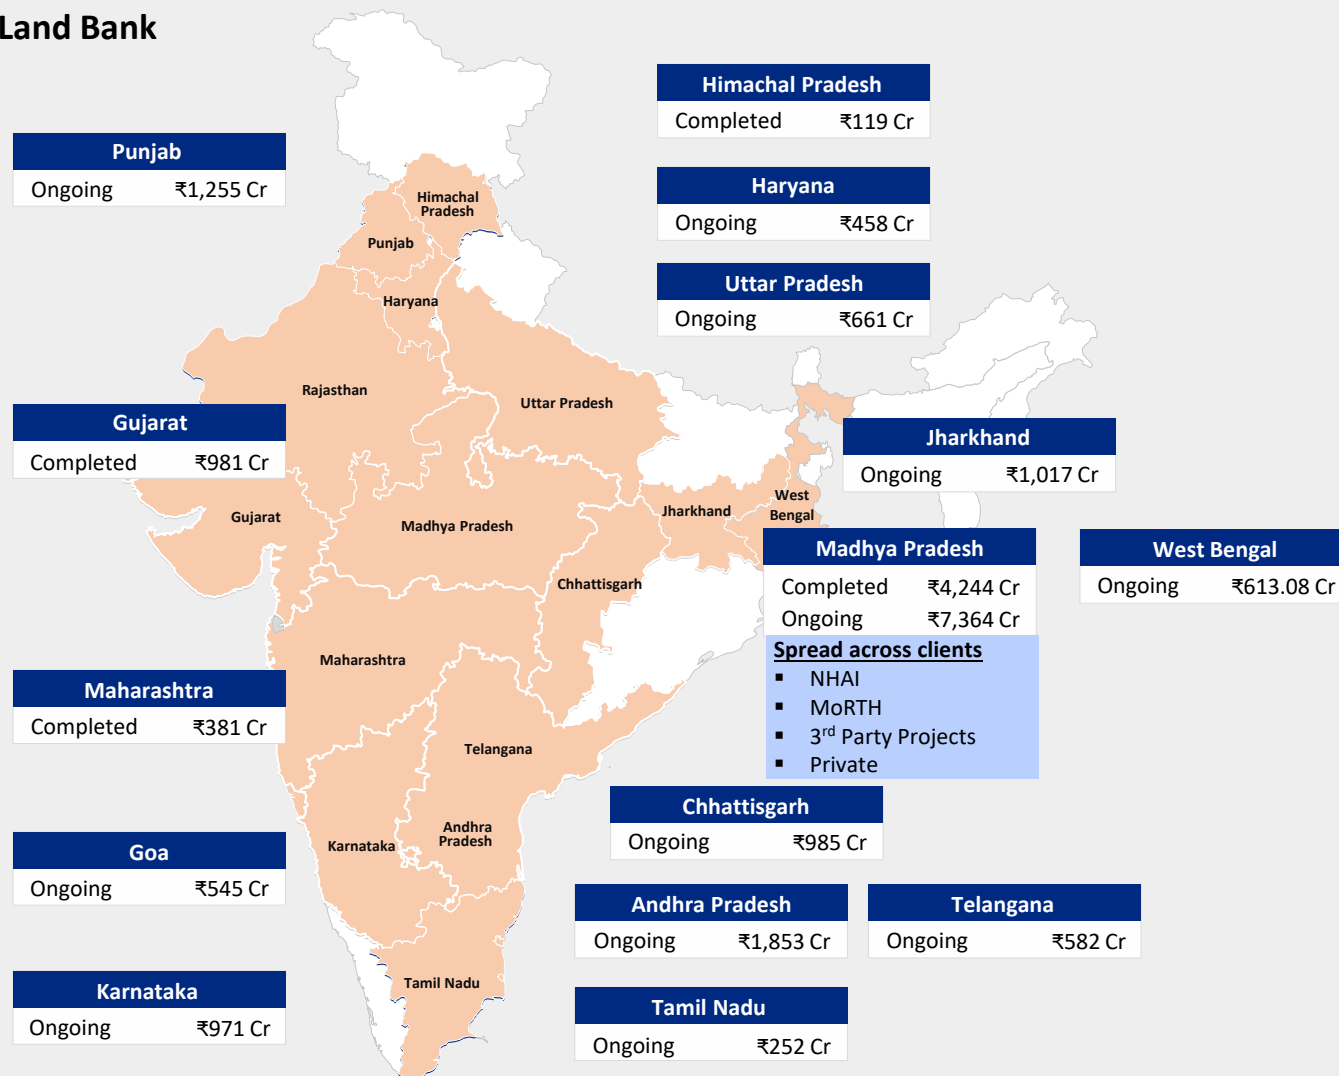 Land Bank
Himachal Pradesh
Completed ₹119 Cr
Punjab
Ongoing ₹1,255 Cr
Haryana
Ongoing ₹458 Cr
Uttar Pradesh
Ongoing ₹661 Cr
Himachal
Pradesh
Punjab
Haryana
Rajasthan
Uttar Pradesh
Gujarat
Completed ₹981 Cr
Jharkhand
Ongoing ₹1,017 Cr
Gujarat
Madhya Pradesh
Jharkhand
West
Bengal
Chhattisgarh
Madhya Pradesh
Completed ₹4,244 Cr
Ongoing ₹7,364 Cr
Spread across clients
▪ NHAI
▪ MoRTH
▪ 3rd Party Projects
▪ Private
West Bengal
Ongoing ₹613.08 Cr
Maharashtra
Maharashtra
Completed ₹381 Cr
Telangana
Andhra
Pradesh
Karnataka
Chhattisgarh
Ongoing ₹985 Cr
Goa
Ongoing ₹545 Cr
Andhra Pradesh
Ongoing ₹1,853 Cr
Telangana
Ongoing ₹582 Cr
Tamil Nadu
Karnataka
Ongoing ₹971 Cr
Tamil Nadu
Ongoing ₹252 Cr